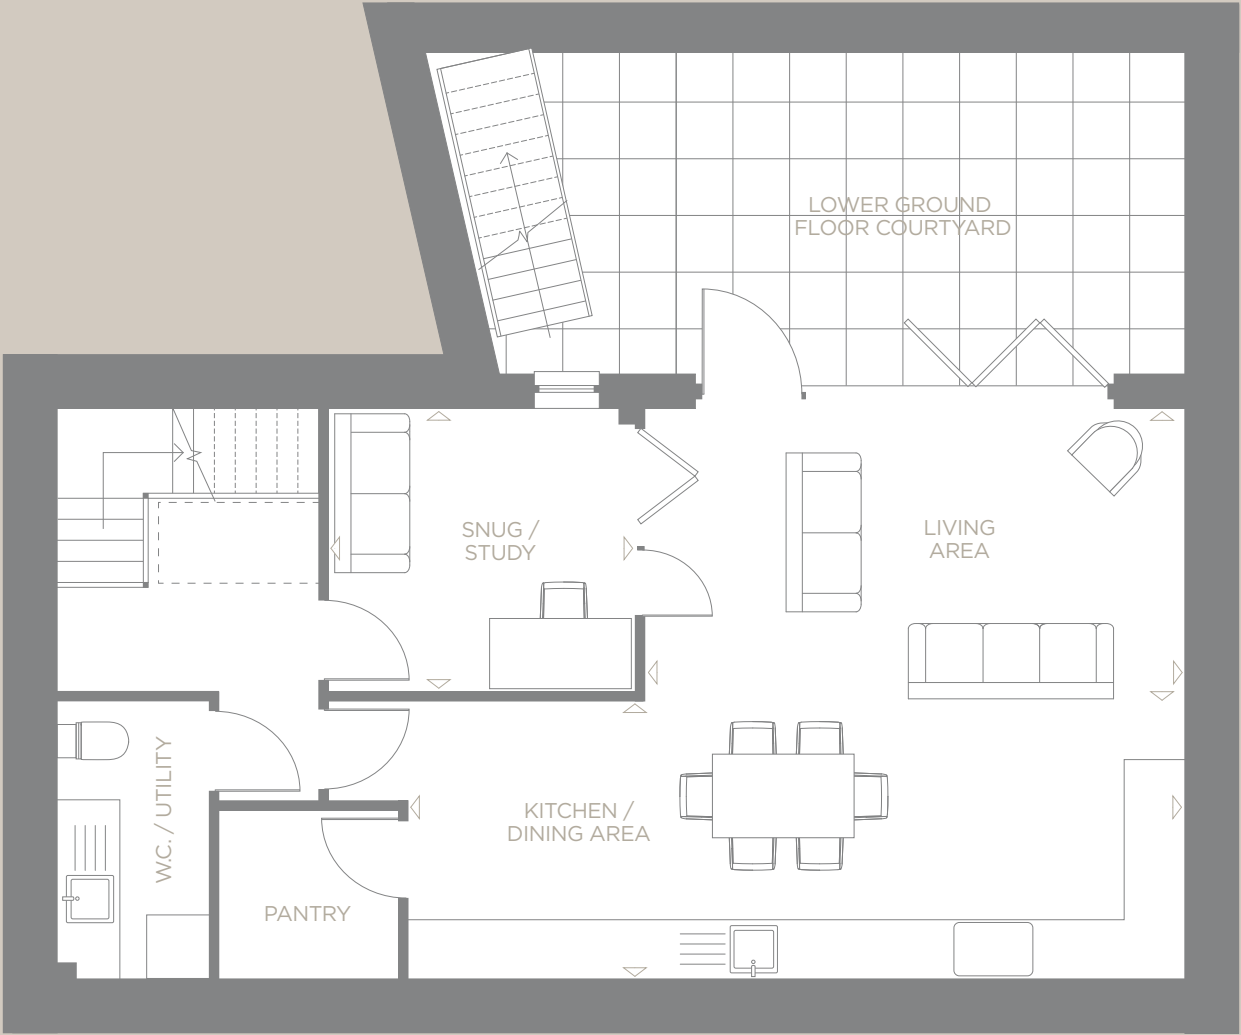 LOWER GROUND
FLOOR COURTYARD
SNUG /
STUDY
LIVING
AREA
W.C. / UTILITY
KITCHEN /
DINING AREA
PANTRY